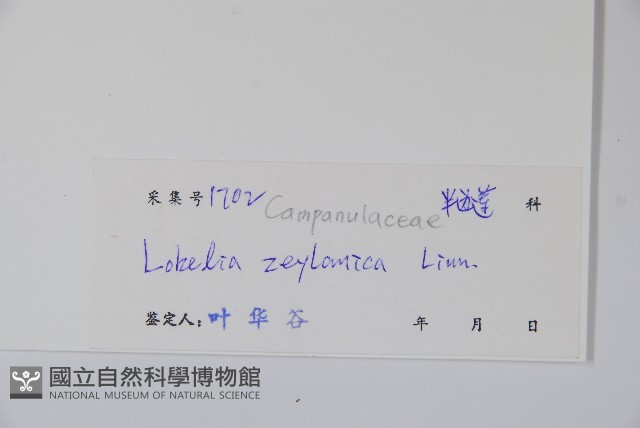 采集号 1702 Campanulaceae 半边莲 科
Lobelia zeylanica Linn.
鉴定人: 叶华谷 年 月 日
國立自然科學博物館
NATIONAL MUSEUM OF NATURAL SCIENCE